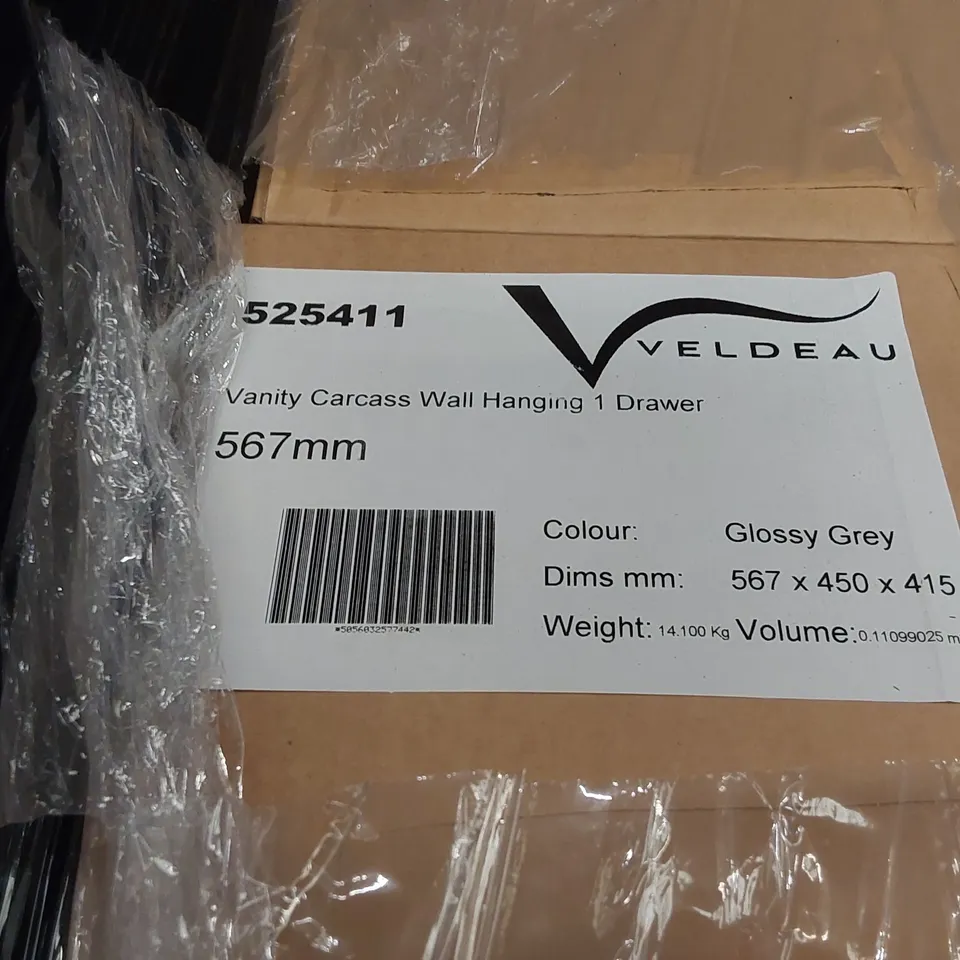 525411
VELDEAU
Vanity Carcass Wall Hanging 1 Drawer
567mm
Colour: Glossy Grey
Dims mm: 567 x 450 x 415
Weight: 14.100 Kg Volume: 0.11099025 m
*5056032577442*